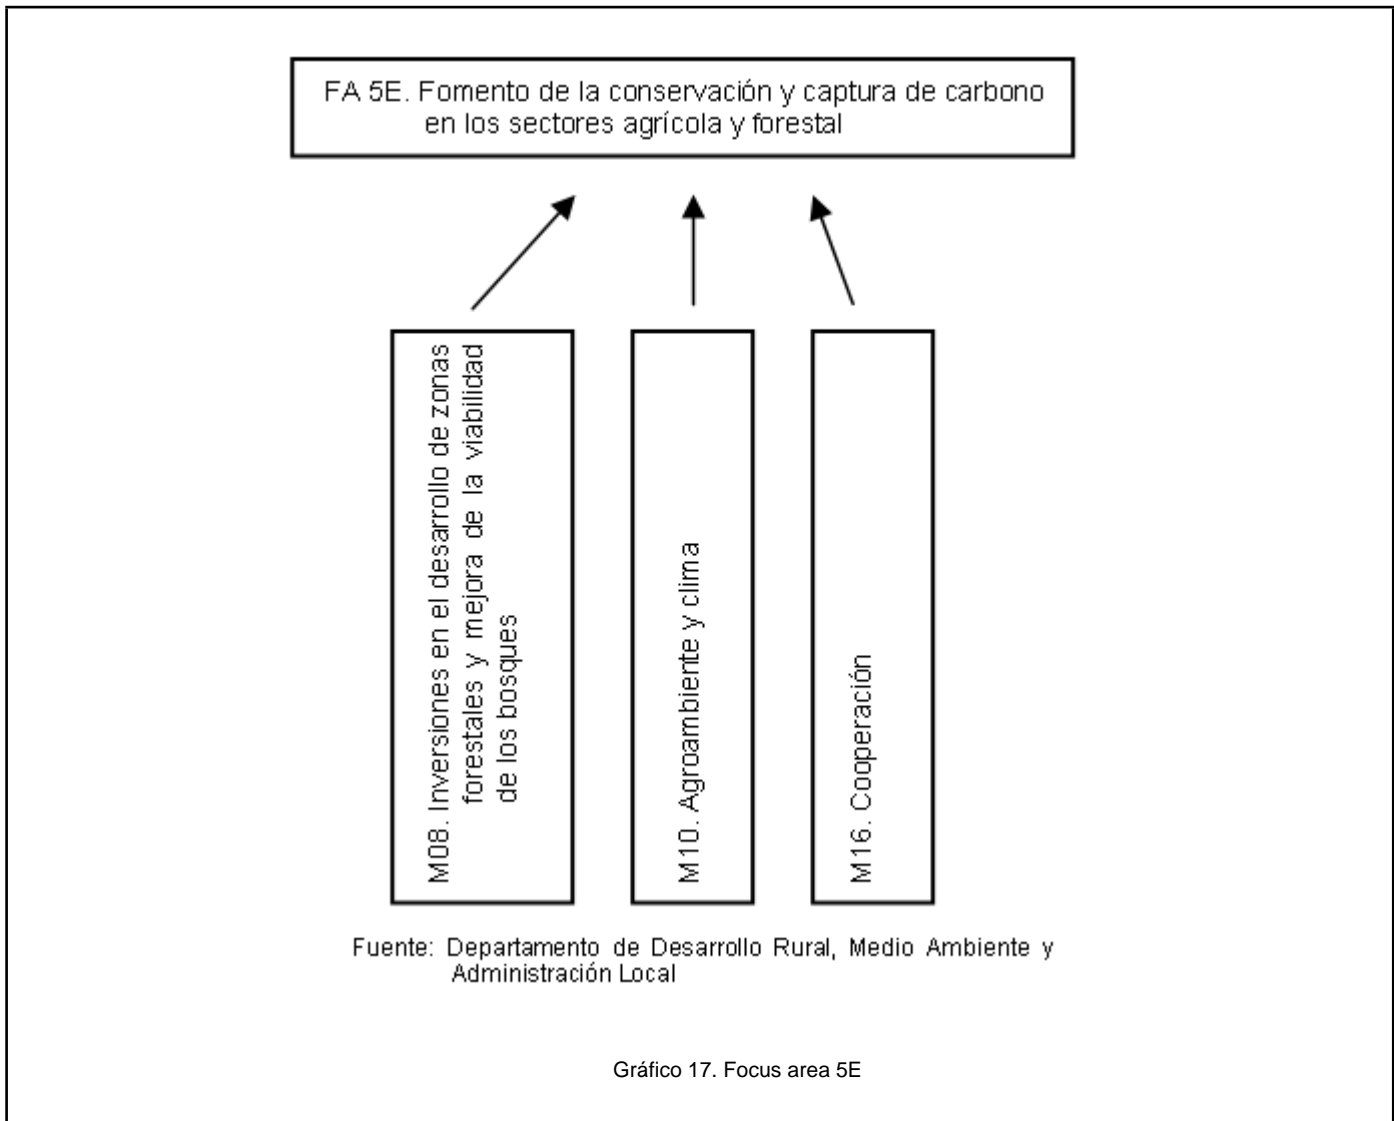 FA 5E. Fomento de la conservación y captura de carbono
en los sectores agrícola y forestal
M08. Inversiones en el desarrollo de zonas
forestales y mejora de la viabilidad
de los bosques
M10. Agroambiente y clima
M16. Cooperación
Fuente: Departamento de Desarrollo Rural, Medio Ambiente y
Administración Local
Gráfico 17. Focus area 5E